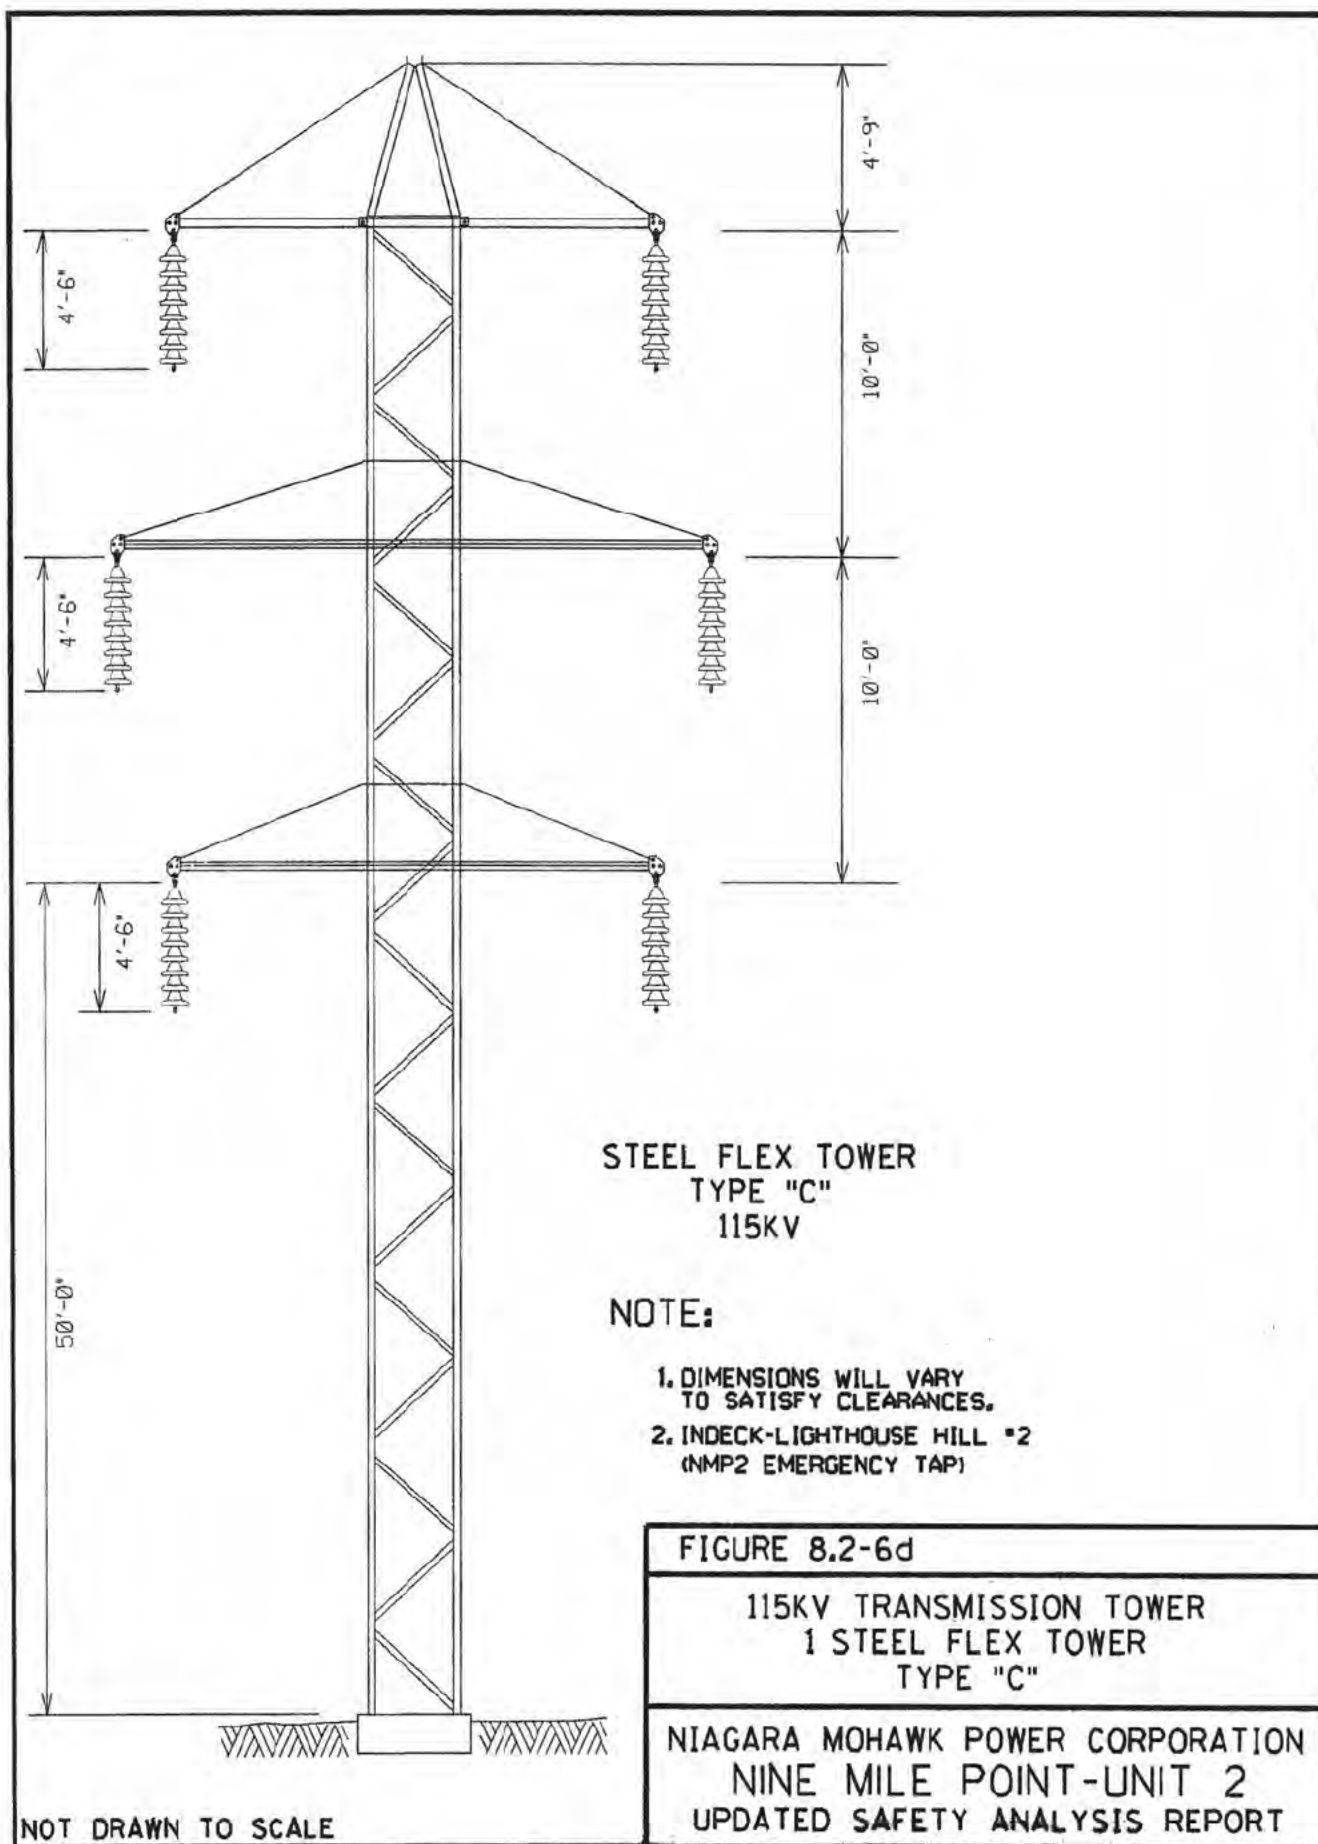 4'-9"
4'-6"
10'-0"
4'-6"
10'-0"
4'-6"
50'-0"
STEEL FLEX TOWER
TYPE "C"
115KV
NOTE:
1. DIMENSIONS WILL VARY
TO SATISFY CLEARANCES.
2. INDECK-LIGHTHOUSE HILL #2
(NMP2 EMERGENCY TAP)
FIGURE 8.2-6d
115KV TRANSMISSION TOWER
1 STEEL FLEX TOWER
TYPE "C"
NIAGARA MOHAWK POWER CORPORATION
NINE MILE POINT-UNIT 2
UPDATED SAFETY ANALYSIS REPORT
NOT DRAWN TO SCALE